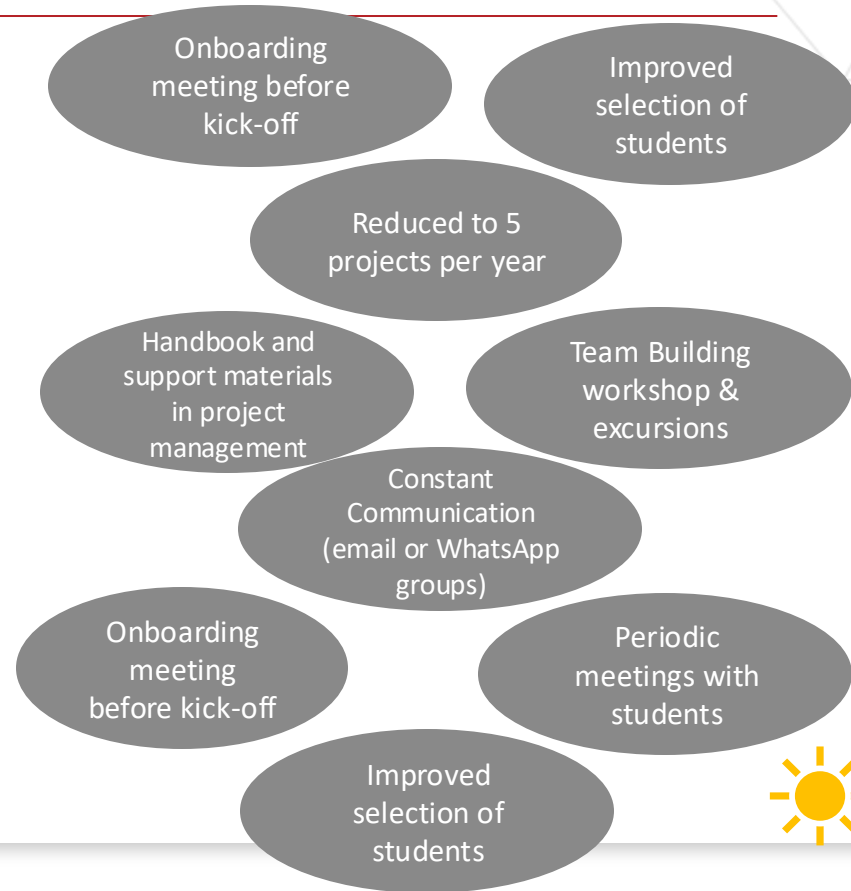 Onboarding
meeting before
kick-off
Improved
selection of
students
Reduced to 5
projects per year
Handbook and
support materials
in project
management
Team Building
workshop &
excursions
Constant
Communication
(email or WhatsApp
groups)
Onboarding
meeting
before kick-off
Periodic
meetings with
students
Improved
selection of
students